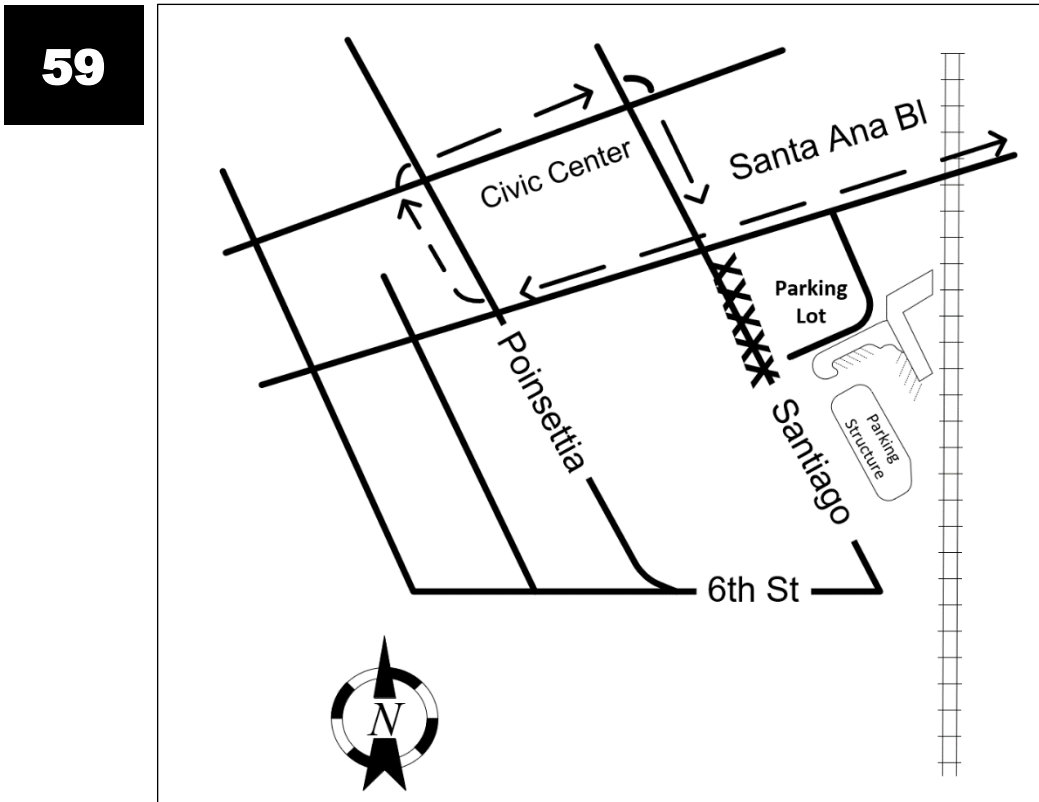 59
Civic Center
Santa Ana Bl
Parking
Lot
Poinsettia
Santiago
Parking
Structure
6th St
N